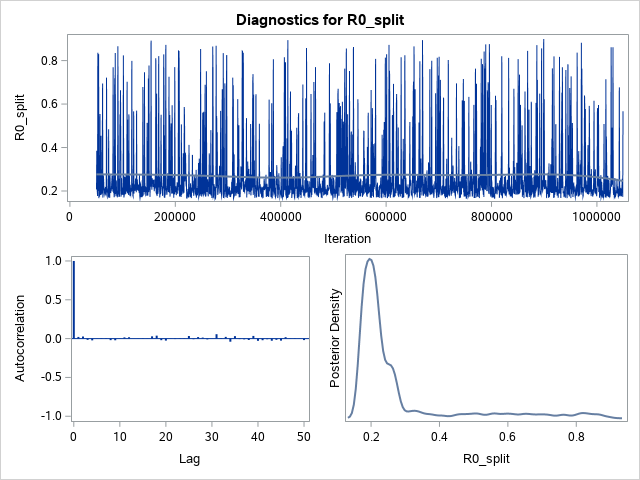 Diagnostics for R0_split
R0_split
0.8
0.6
0.4
0.2
0 200000 400000 600000 800000 1000000
Iteration
Autocorrelation
1.0
0.5
0.0
-0.5
-1.0
0 10 20 30 40 50
Lag
Posterior Density
0.2 0.4 0.6 0.8
R0_split